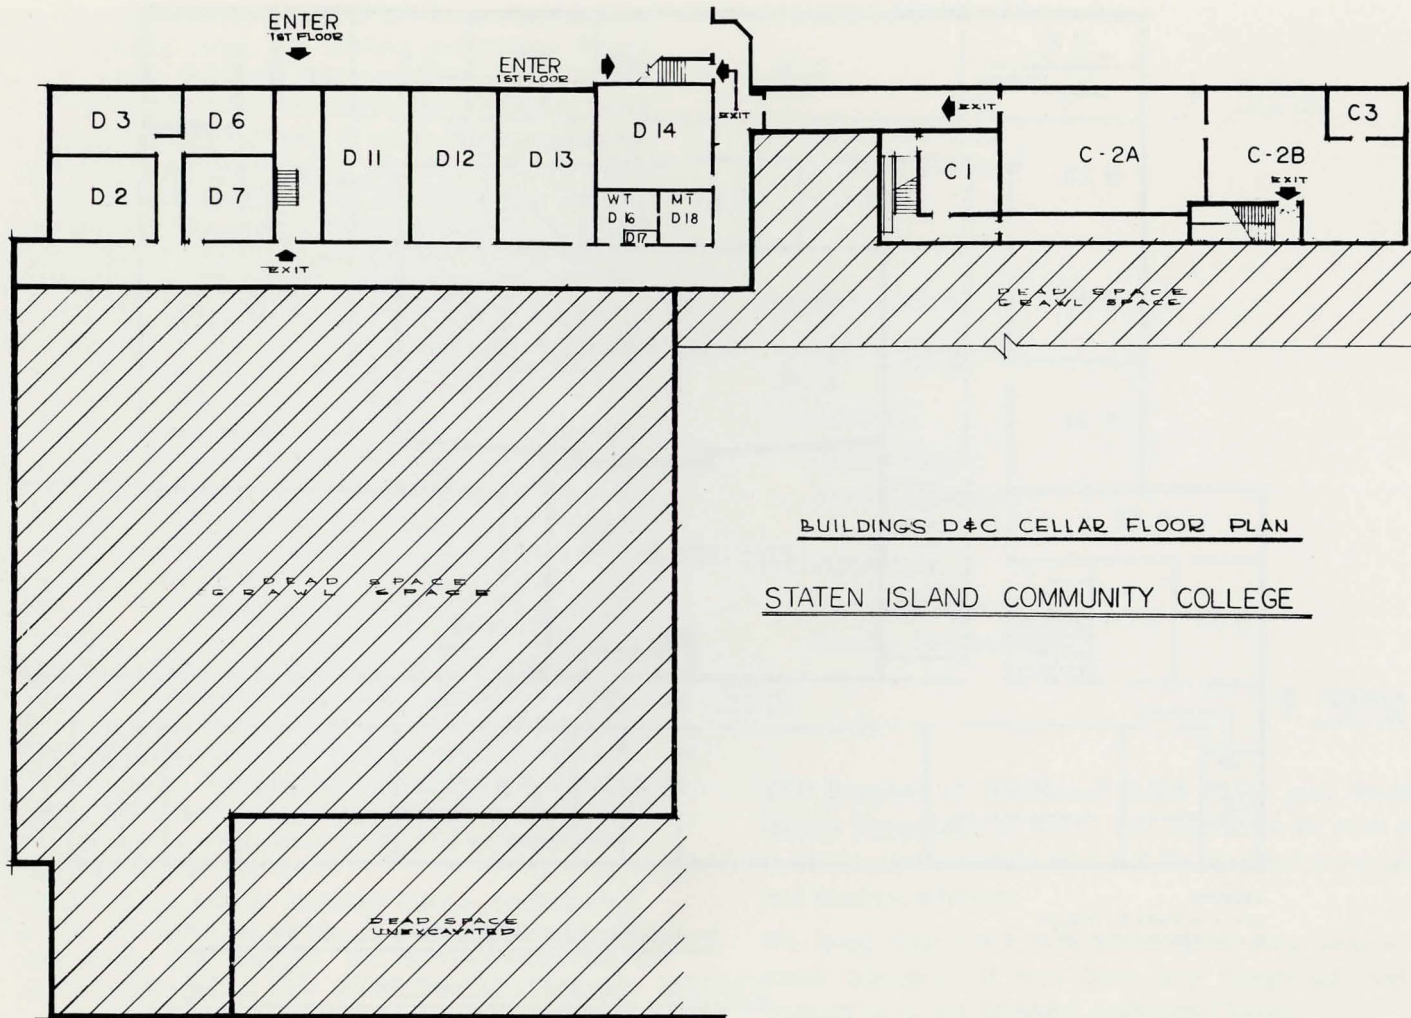 ENTER
1ST FLOOR
ENTER
1ST FLOOR
EXIT
EXIT
D 3
D 6
D 2
D 7
D 11
D 12
D 13
D 14
WT
D 16
D 17
MT
D 18
EXIT
C 1
C - 2A
C - 2B
EXIT
C 3
DEAD SPACE
CRAWL SPACE
DEAD SPACE
CRAWL SPACE
DEAD SPACE
UNEXCAVATED
BUILDINGS D&C CELLAR FLOOR PLAN
STATEN ISLAND COMMUNITY COLLEGE